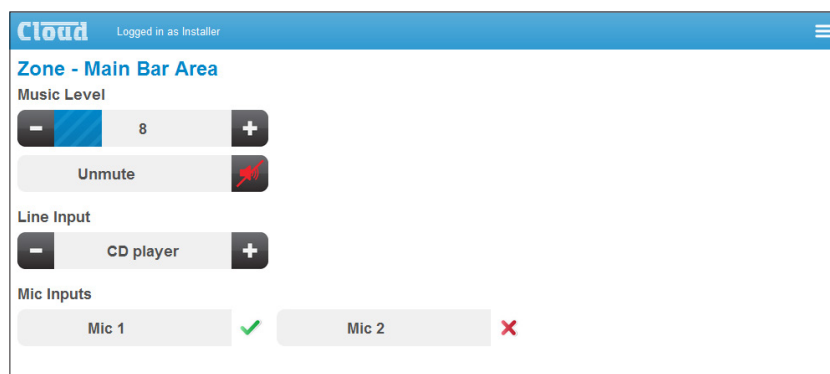 Cloud Logged in as Installer
Zone - Main Bar Area
Music Level
8
Unmute
Line Input
CD player
Mic Inputs
Mic 1 Mic 2